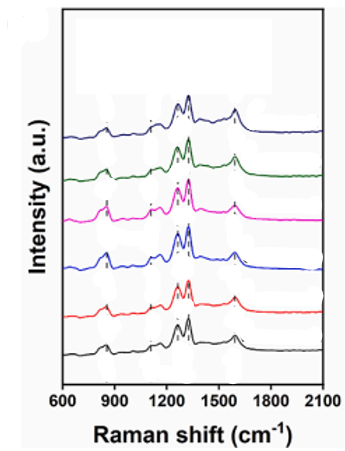 Intensity (a.u.)
600 900 1200 1500 1800 2100
Raman shift (cm-1)